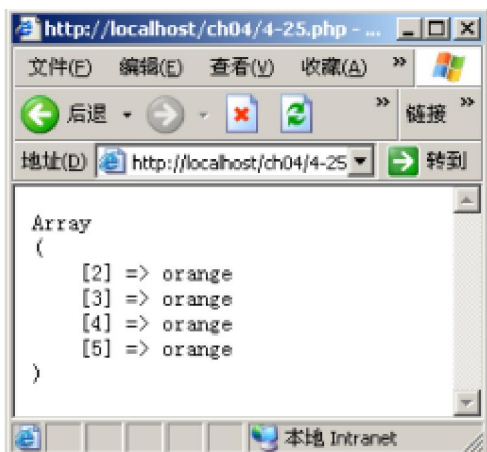 http://localhost/ch04/4-25.php - ...
文件(F) 编辑(E) 查看(V) 收藏(A) »
后退 » 链接 »
地址(D) http://localhost/ch04/4-25 转到
Array
(
[2] => orange
[3] => orange
[4] => orange
[5] => orange
)
本地 Intranet